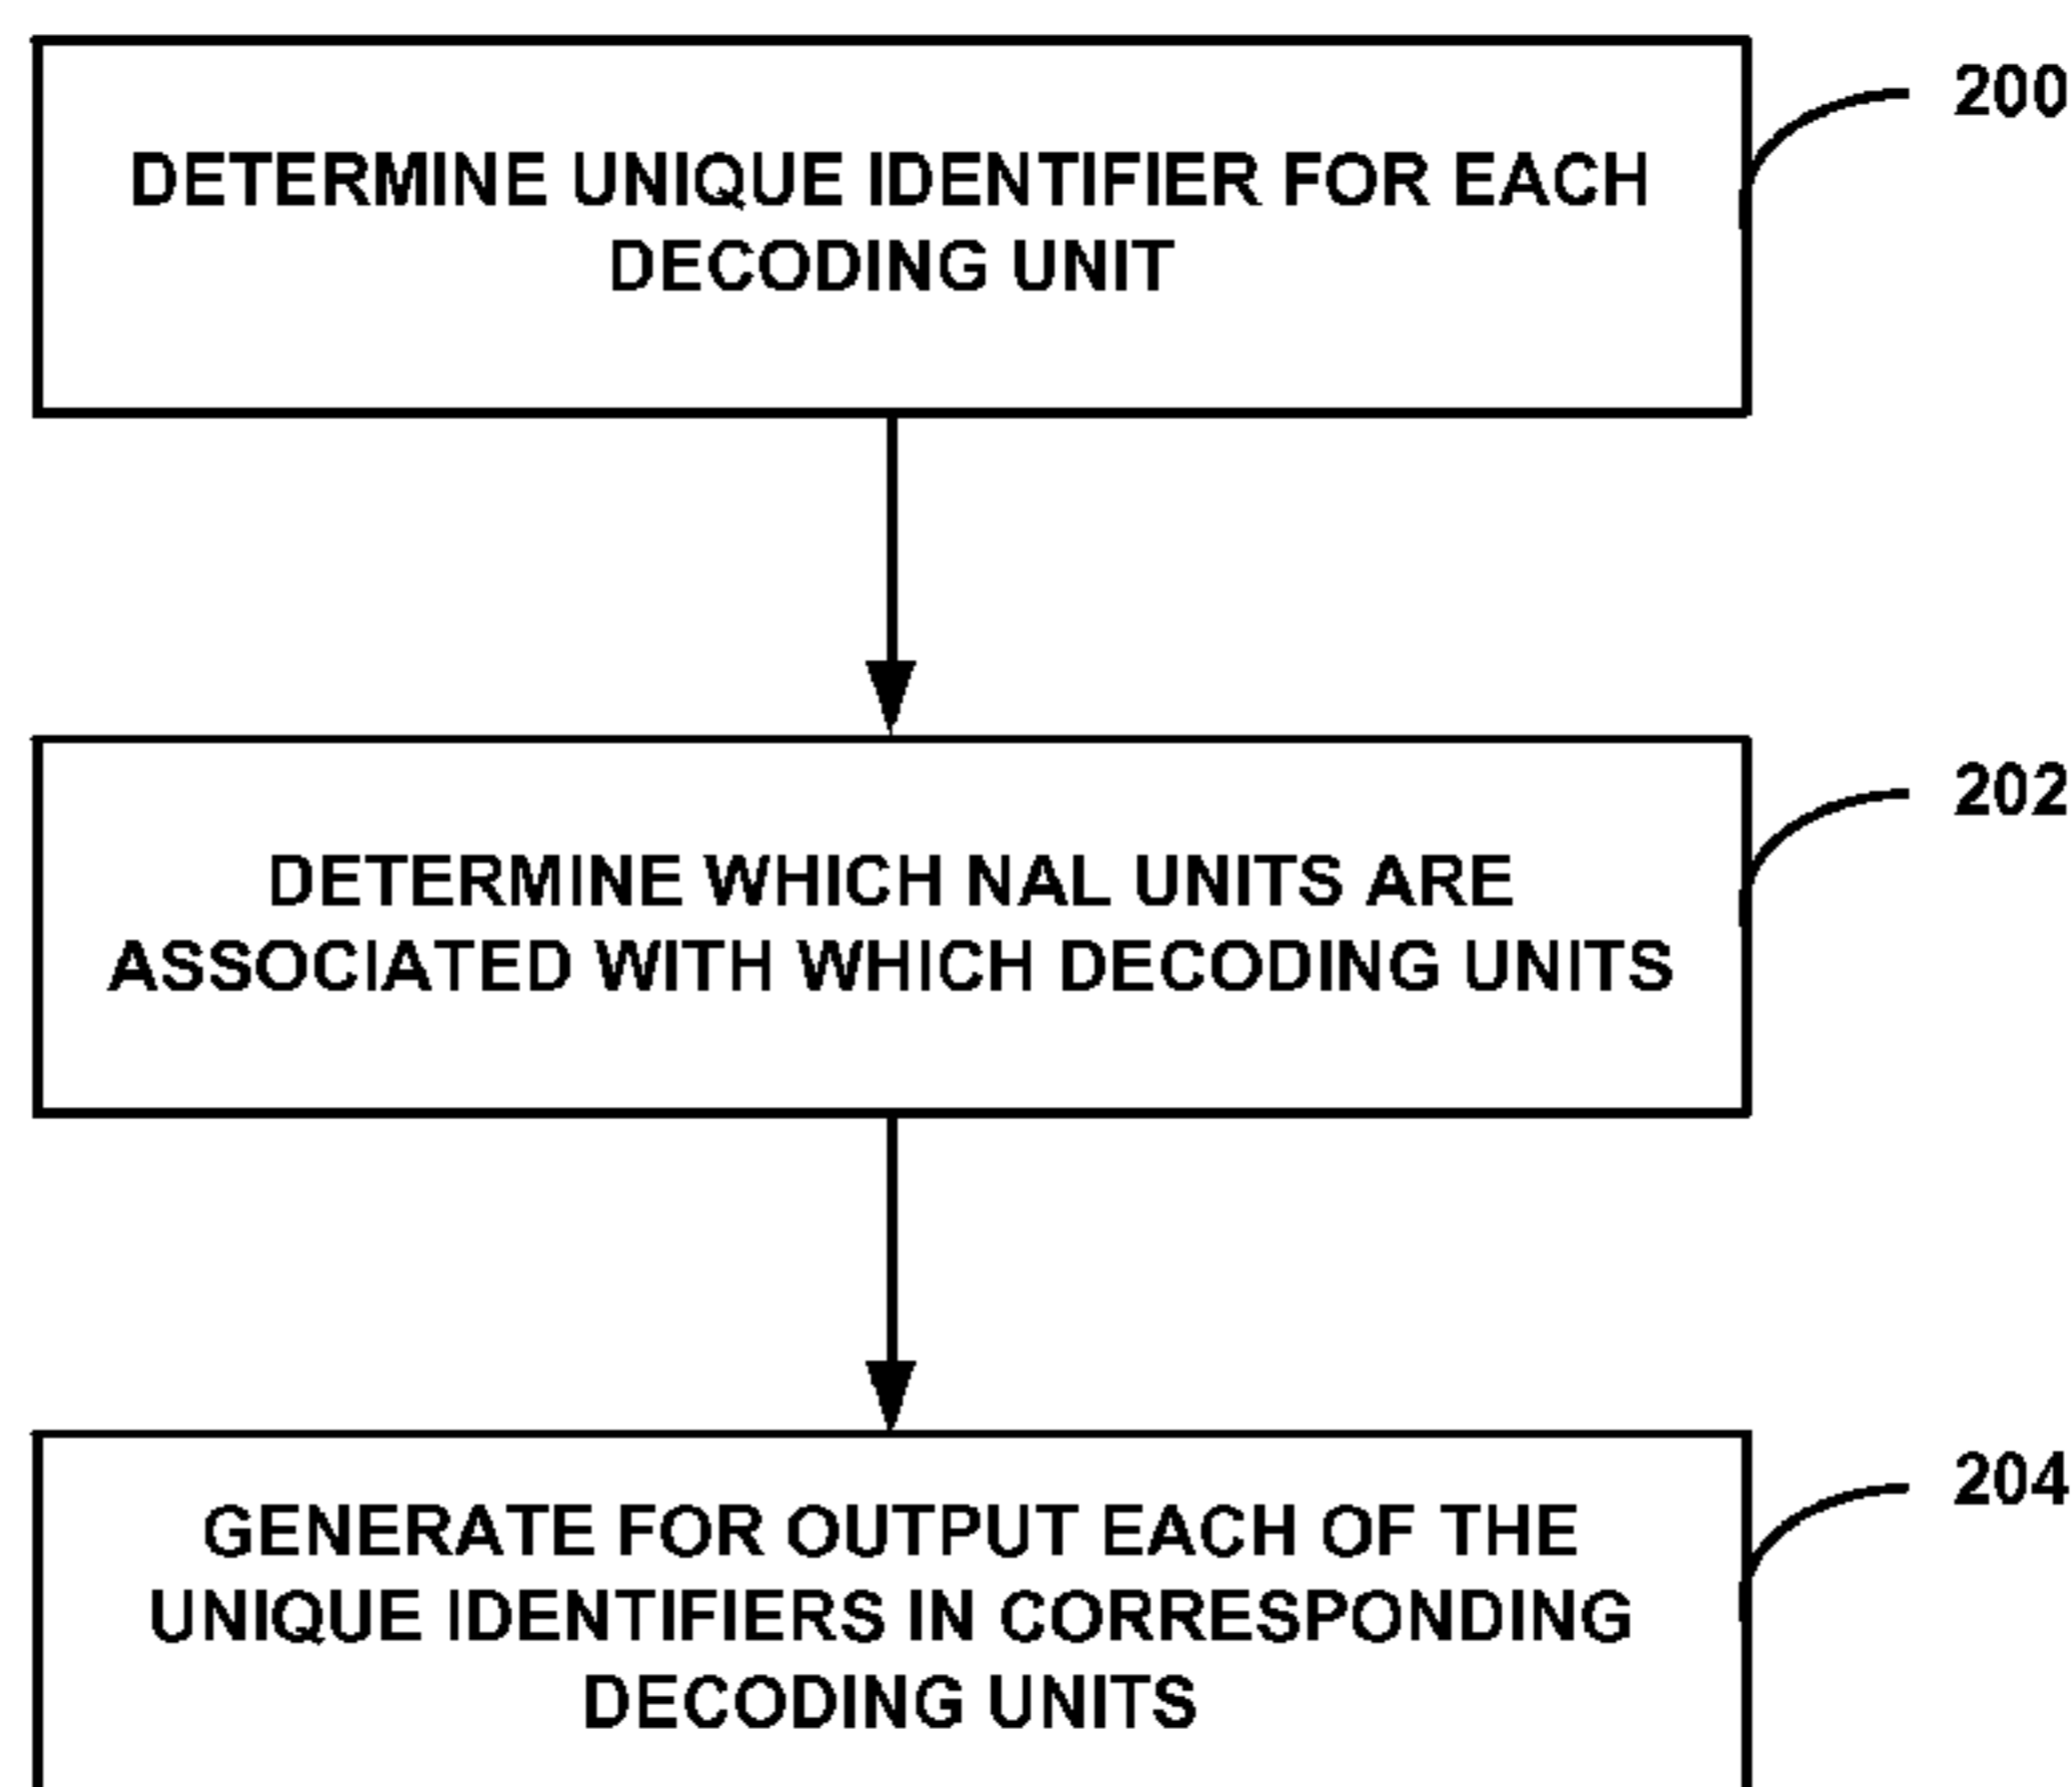 200
DETERMINE UNIQUE IDENTIFIER FOR EACH
DECODING UNIT
202
DETERMINE WHICH NAL UNITS ARE
ASSOCIATED WITH WHICH DECODING UNITS
204
GENERATE FOR OUTPUT EACH OF THE
UNIQUE IDENTIFIERS IN CORRESPONDING
DECODING UNITS